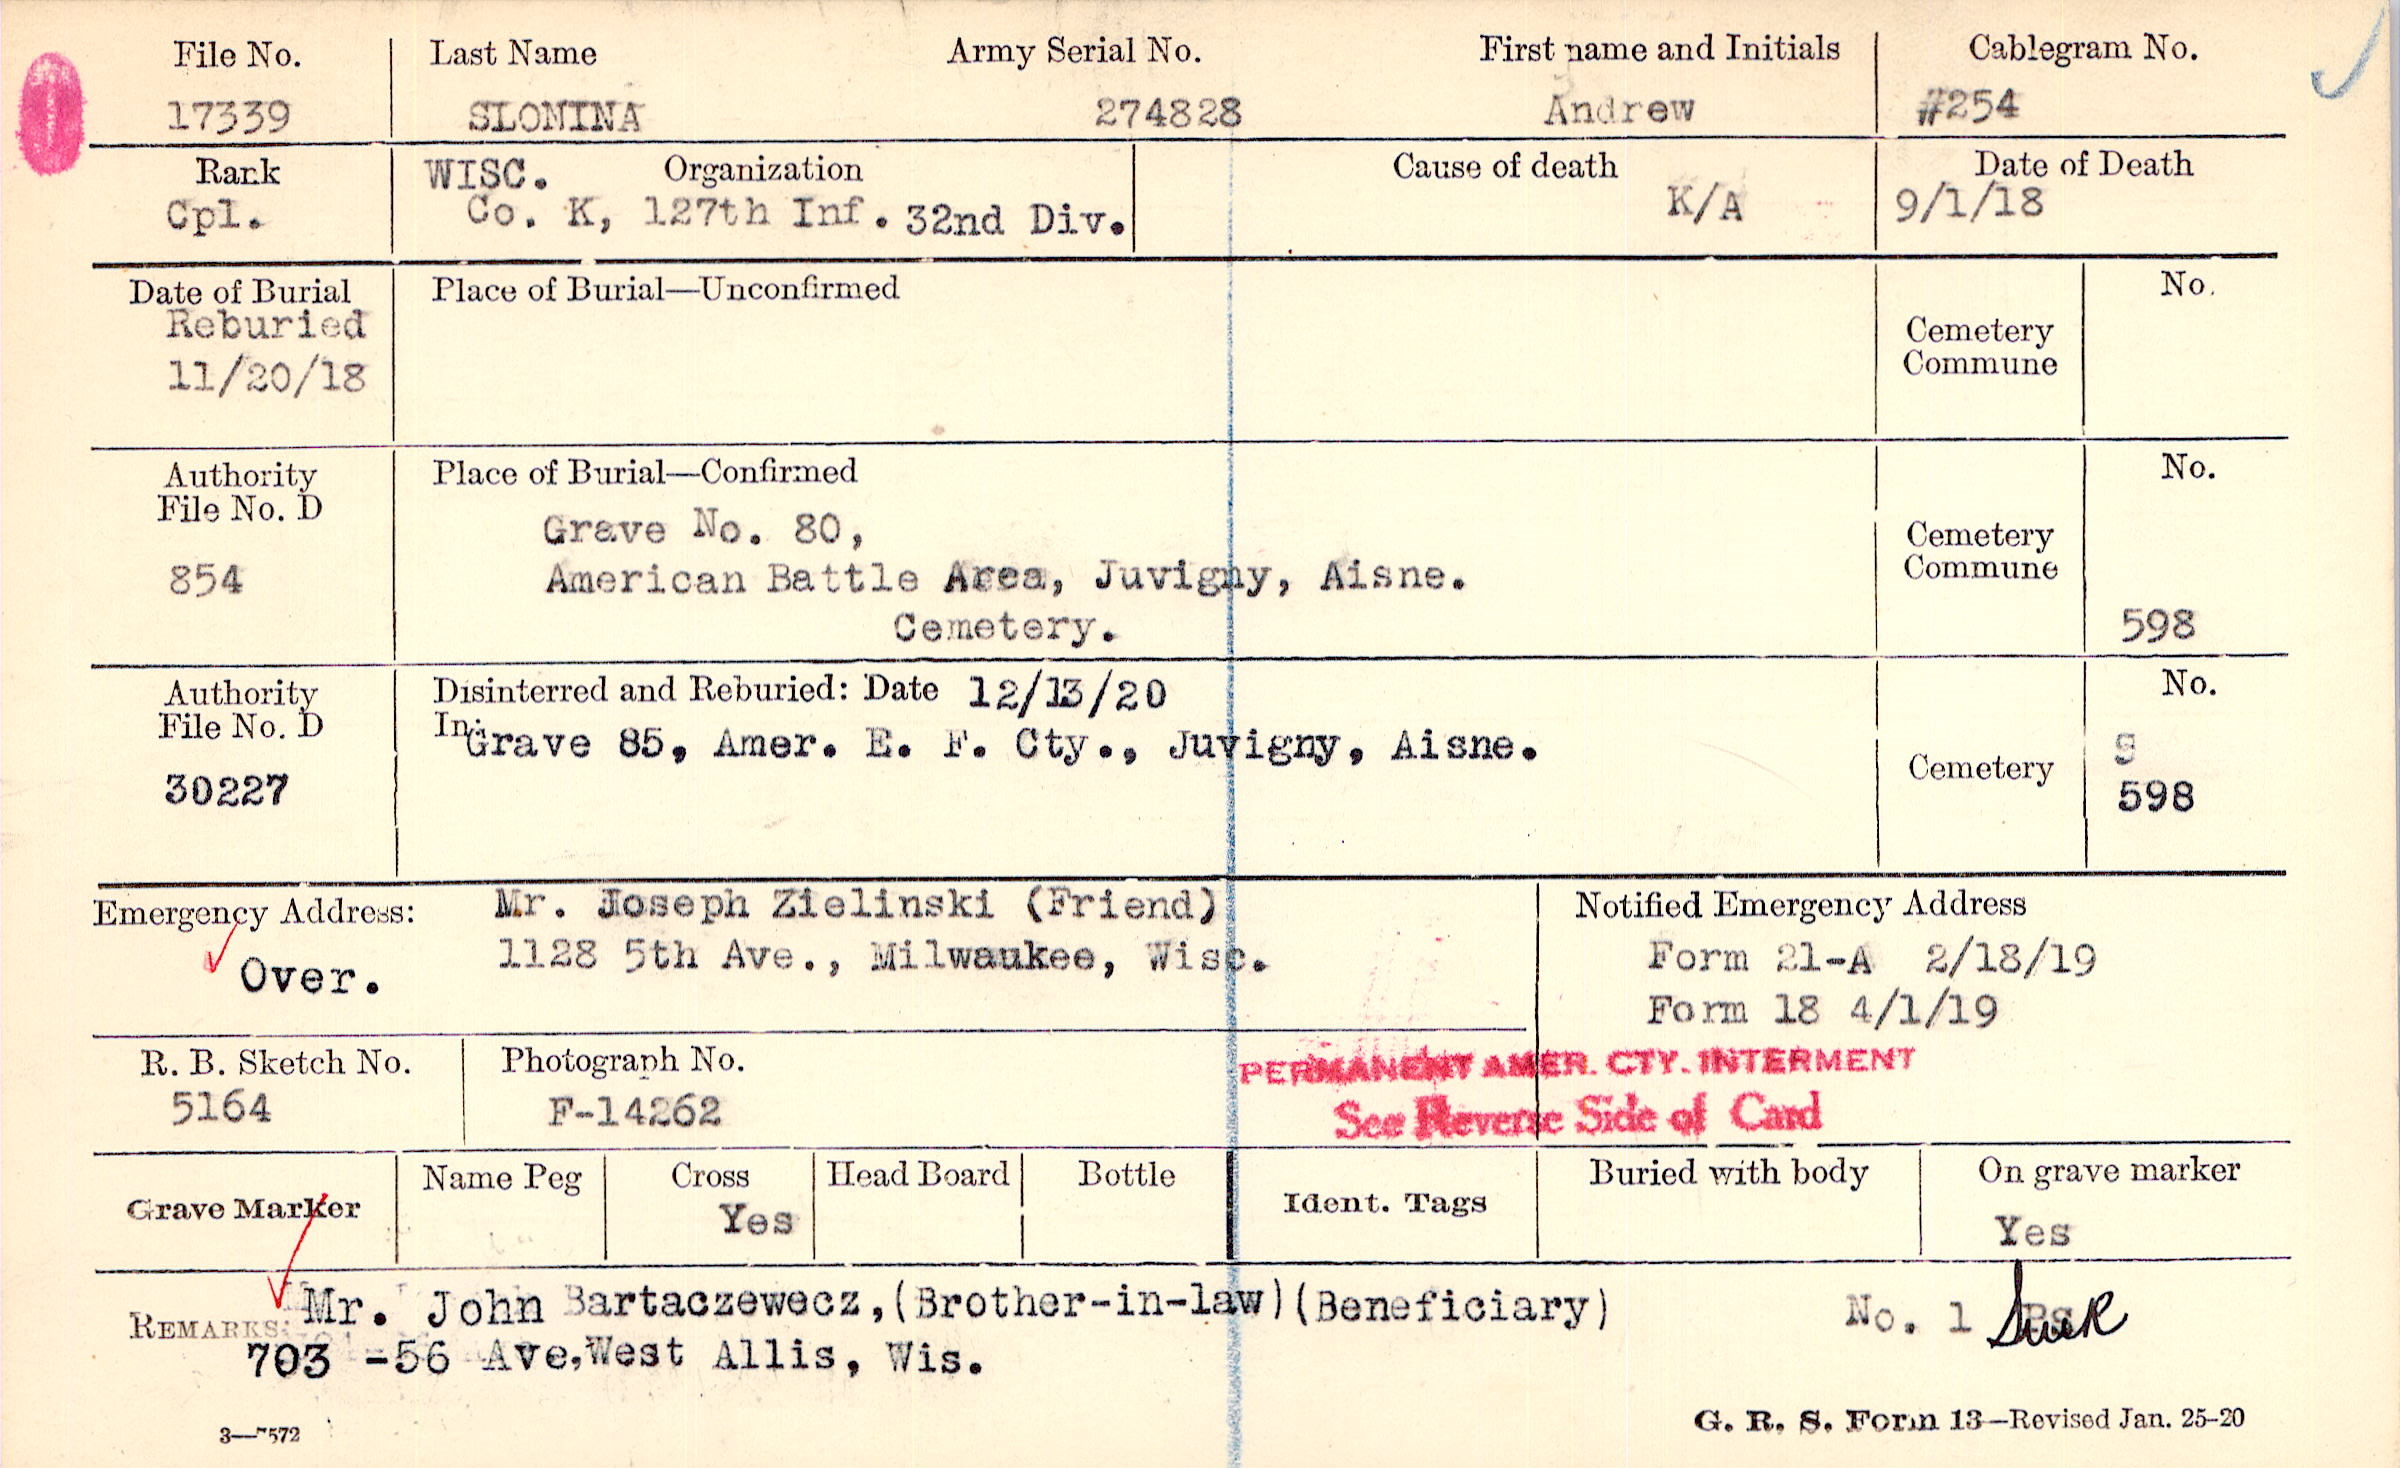 File No. Last Name Army Serial No. First name and Initials Cablegram No.
17339 SLOMINA 274828 Andrew #254
Rank WISC. Organization Cause of death Date of Death
Cpl. Co. K, 127th Inf. 32nd Div. K/A 9/1/18
Date of Burial Place of Burial—Unconfirmed No.
Reburied
11/20/18
Cemetery
Commune
Authority Place of Burial—Confirmed No.
File No. D
854
Grave No. 80,
American Battle Area, Juvigny, Aisne.
Cemetery.
Cemetery
Commune
598
Authority Disinterred and Reburied: Date 12/13/20 No.
File No. D In: Grave 85, Amer. E. F. Cty., Juvigny, Aisne.
30227
Cemetery
S
598
Emergency Address: Mr. Joseph Zielinski (Friend)
Over. 1128 5th Ave., Milwaukee, Wisc.
Notified Emergency Address
Form 21-A 2/18/19
Form 18 4/1/19
R. B. Sketch No. Photograph No.
5164 F-14262
PERMANENT AMER. CTY. INTERMENT
See Reverse Side of Card
Grave Marker Name Peg Cross Head Board Bottle Ident. Tags Buried with body On grave marker
Yes Yes
REMARKS: Mr. John Bartaczewecz,(Brother-in-law)(Beneficiary) No. 1
703 -56 Ave,West Allis, Wis.
3—7572 G. R. S. Form 13—Revised Jan. 25-20